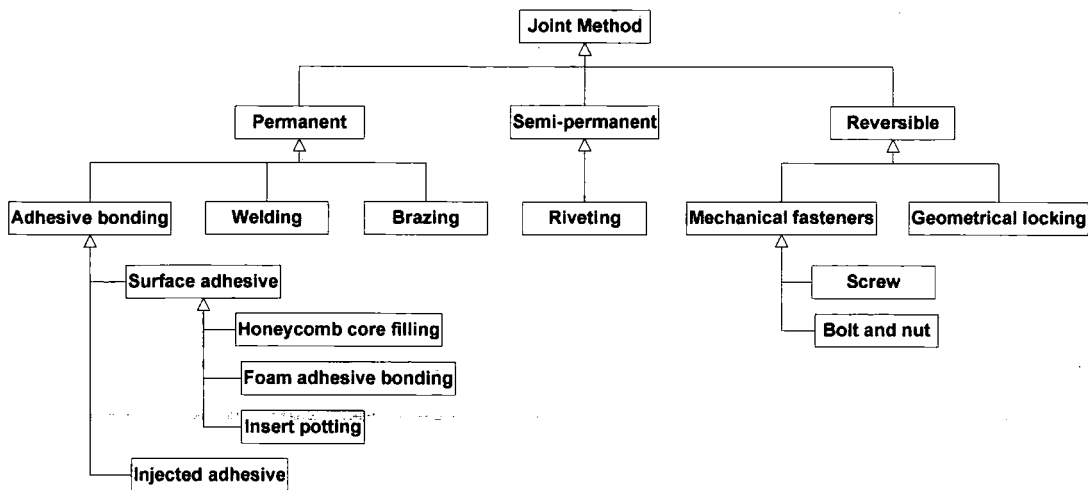 Joint Method
Permanent
Semi-permanent
Reversible
Adhesive bonding
Welding
Brazing
Riveting
Mechanical fasteners
Geometrical locking
Surface adhesive
Screw
Honeycomb core filling
Bolt and nut
Foam adhesive bonding
Insert potting
Injected adhesive